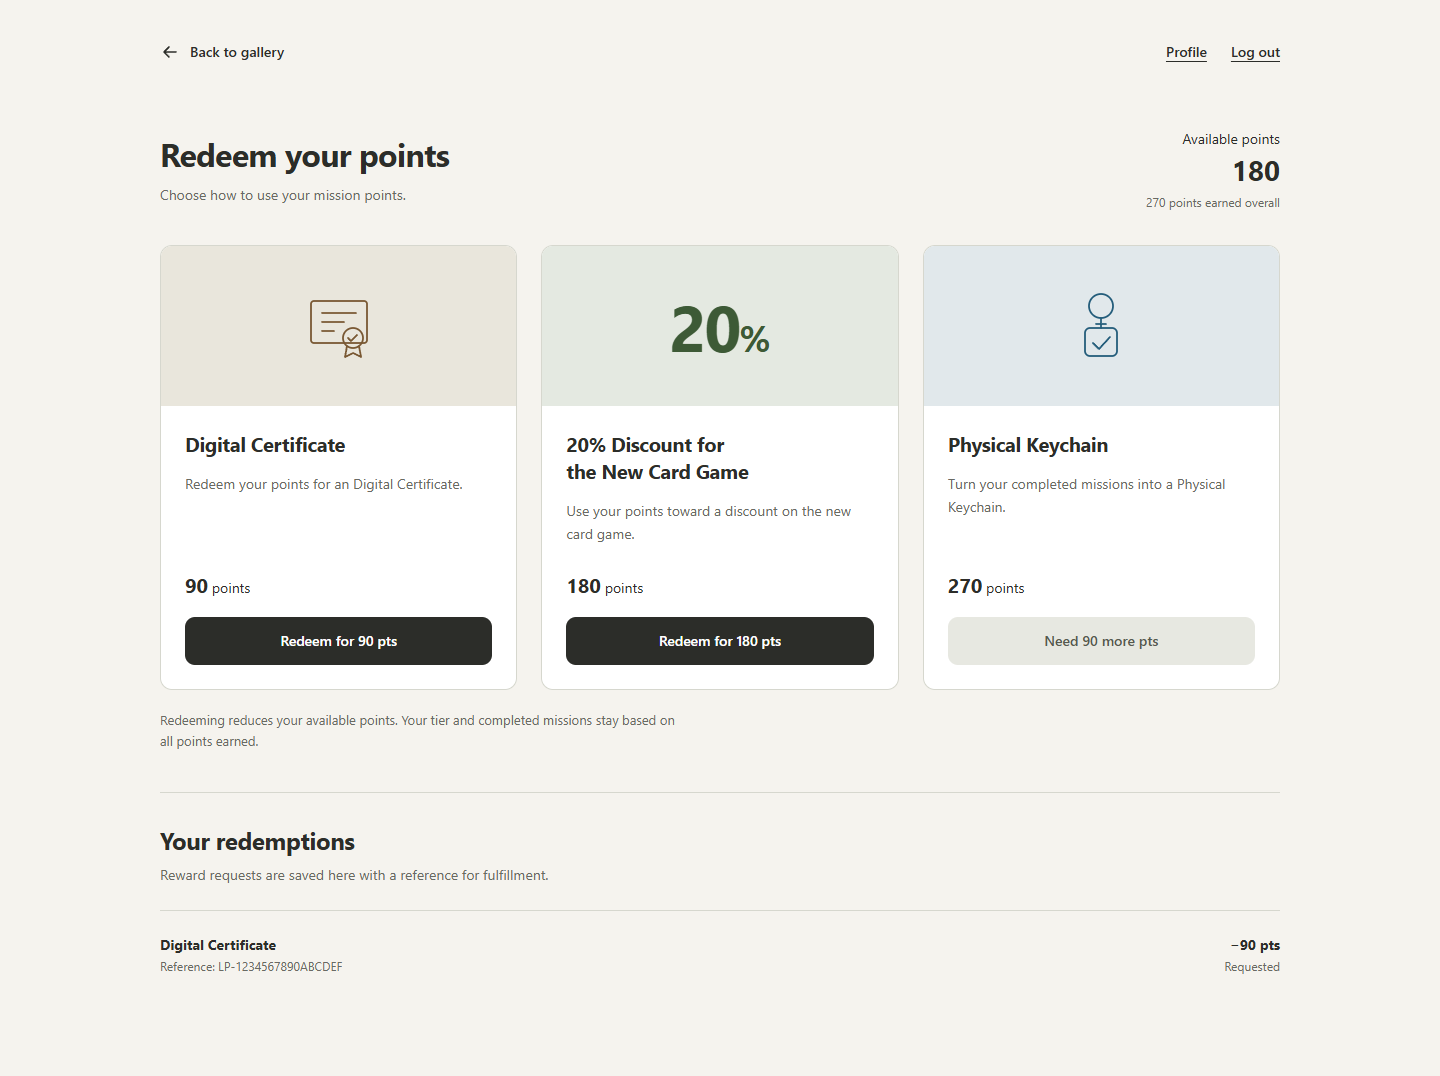 Back to gallery
Profile
Log out
Redeem your points
Choose how to use your mission points.
Available points
180
270 points earned overall
20%
Digital Certificate
Redeem your points for an Digital Certificate.
90 points
Redeem for 90 pts
20% Discount for
the New Card Game
Use your points toward a discount on the new
card game.
180 points
Redeem for 180 pts
Physical Keychain
Turn your completed missions into a Physical
Keychain.
270 points
Need 90 more pts
Redeeming reduces your available points. Your tier and completed missions stay based on
all points earned.
Your redemptions
Reward requests are saved here with a reference for fulfillment.
Digital Certificate
−90 pts
Reference: LP-1234567890ABCDEF
Requested